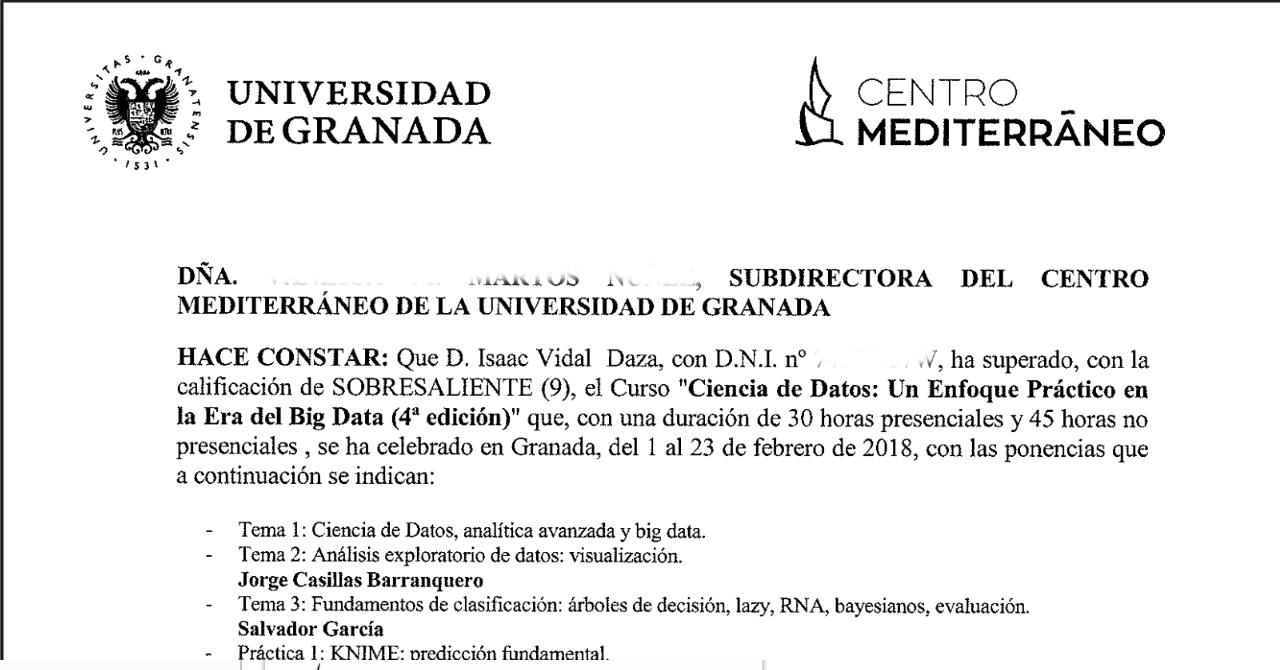 UNIVERSITAS · GRANATENSIS · 1531 ·
UNIVERSIDAD
DE GRANADA
CENTRO
MEDITERRÁNEO
DÑA. MARTOS SUBDIRECTORA DEL CENTRO
MEDITERRÁNEO DE LA UNIVERSIDAD DE GRANADA
HACE CONSTAR: Que D. Isaac Vidal Daza, con D.N.I. nº , ha superado, con la
calificación de SOBRESALIENTE (9), el Curso "Ciencia de Datos: Un Enfoque Práctico en
la Era del Big Data (4ª edición)" que, con una duración de 30 horas presenciales y 45 horas no
presenciales , se ha celebrado en Granada, del 1 al 23 de febrero de 2018, con las ponencias que
a continuación se indican:
- Tema 1: Ciencia de Datos, analítica avanzada y big data.
- Tema 2: Análisis exploratorio de datos: visualización.
Jorge Casillas Barranquero
- Tema 3: Fundamentos de clasificación: árboles de decisión, lazy, RNA, bayesianos, evaluación.
Salvador García
- Práctica 1: KNIME: predicción fundamental.